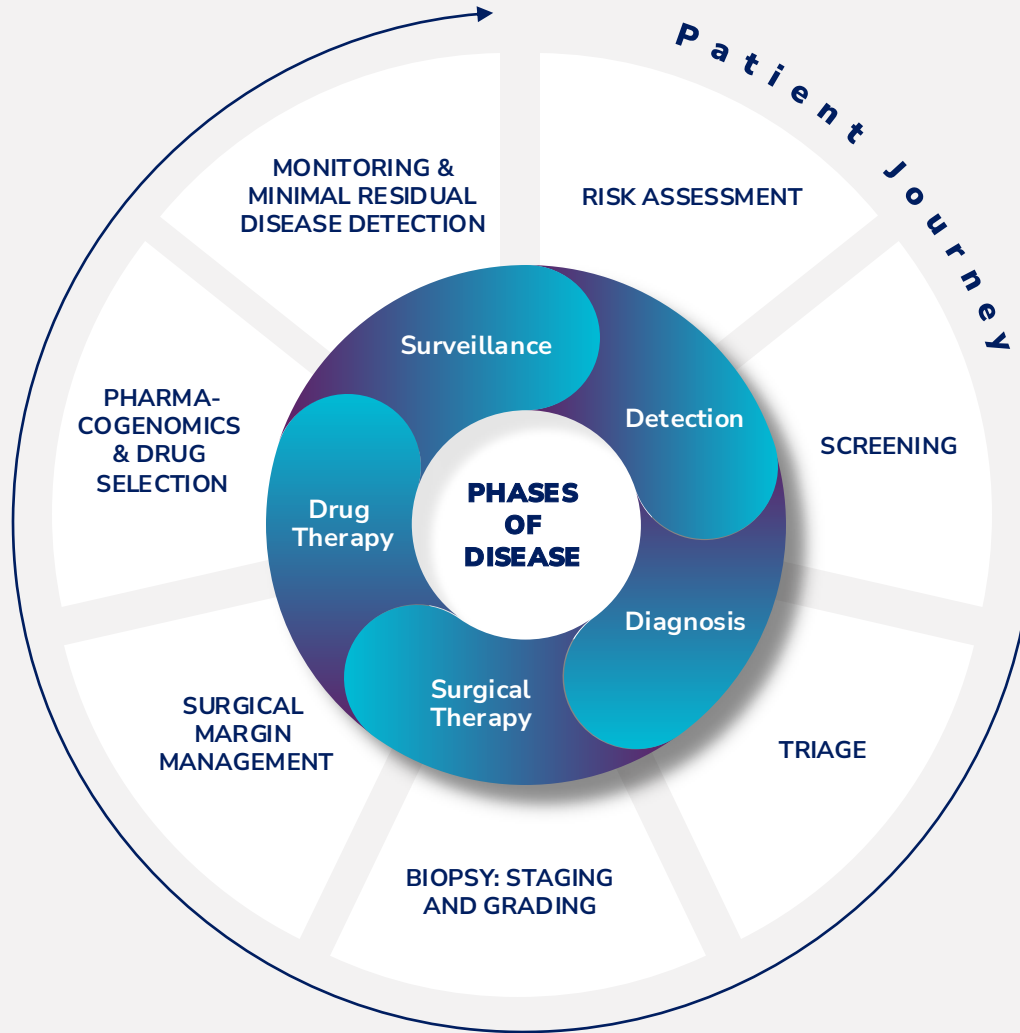 Patient Journey
MONITORING &
MINIMAL RESIDUAL
DISEASE DETECTION
RISK ASSESSMENT
SCREENING
TRIAGE
BIOPSY: STAGING
AND GRADING
SURGICAL
MARGIN
MANAGEMENT
PHARMA-
COGENOMICS
& DRUG
SELECTION
Surveillance
Detection
Diagnosis
Surgical
Therapy
Drug
Therapy
PHASES
OF
DISEASE